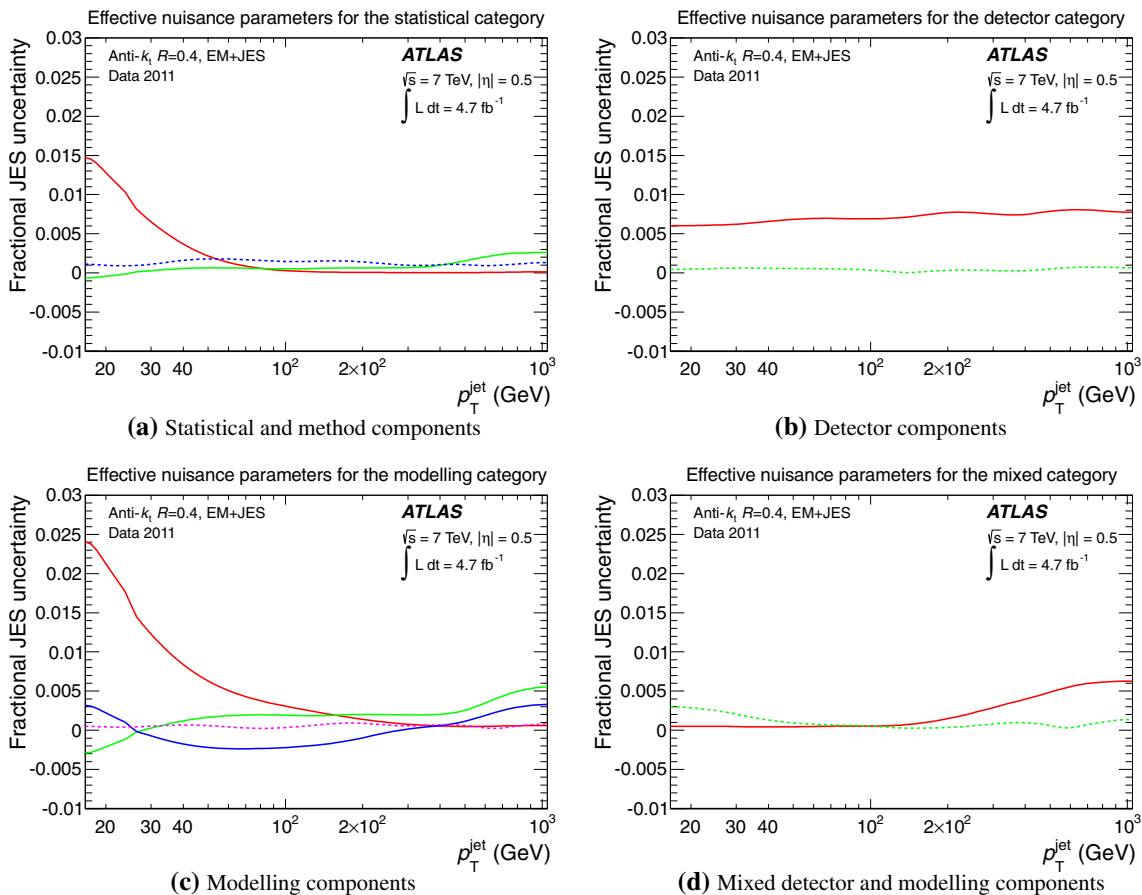 Effective nuisance parameters for the statistical category
Fractional JES uncertainty
0.03
0.025
0.02
0.015
0.01
0.005
0
-0.005
-0.01
Anti-kₜ R=0.4, EM+JES
Data 2011
ATLAS
√s = 7 TeV, |η| = 0.5
∫ L dt = 4.7 fb⁻¹
20 30 40 10² 2×10² 10³
p_T^jet (GeV)
(a) Statistical and method components
Effective nuisance parameters for the detector category
Fractional JES uncertainty
0.03
0.025
0.02
0.015
0.01
0.005
0
-0.005
-0.01
Anti-kₜ R=0.4, EM+JES
Data 2011
ATLAS
√s = 7 TeV, |η| = 0.5
∫ L dt = 4.7 fb⁻¹
20 30 40 10² 2×10² 10³
p_T^jet (GeV)
(b) Detector components
Effective nuisance parameters for the modelling category
Fractional JES uncertainty
0.03
0.025
0.02
0.015
0.01
0.005
0
-0.005
-0.01
Anti-kₜ R=0.4, EM+JES
Data 2011
ATLAS
√s = 7 TeV, |η| = 0.5
∫ L dt = 4.7 fb⁻¹
20 30 40 10² 2×10² 10³
p_T^jet (GeV)
(c) Modelling components
Effective nuisance parameters for the mixed category
Fractional JES uncertainty
0.03
0.025
0.02
0.015
0.01
0.005
0
-0.005
-0.01
Anti-kₜ R=0.4, EM+JES
Data 2011
ATLAS
√s = 7 TeV, |η| = 0.5
∫ L dt = 4.7 fb⁻¹
20 30 40 10² 2×10² 10³
p_T^jet (GeV)
(d) Mixed detector and modelling components